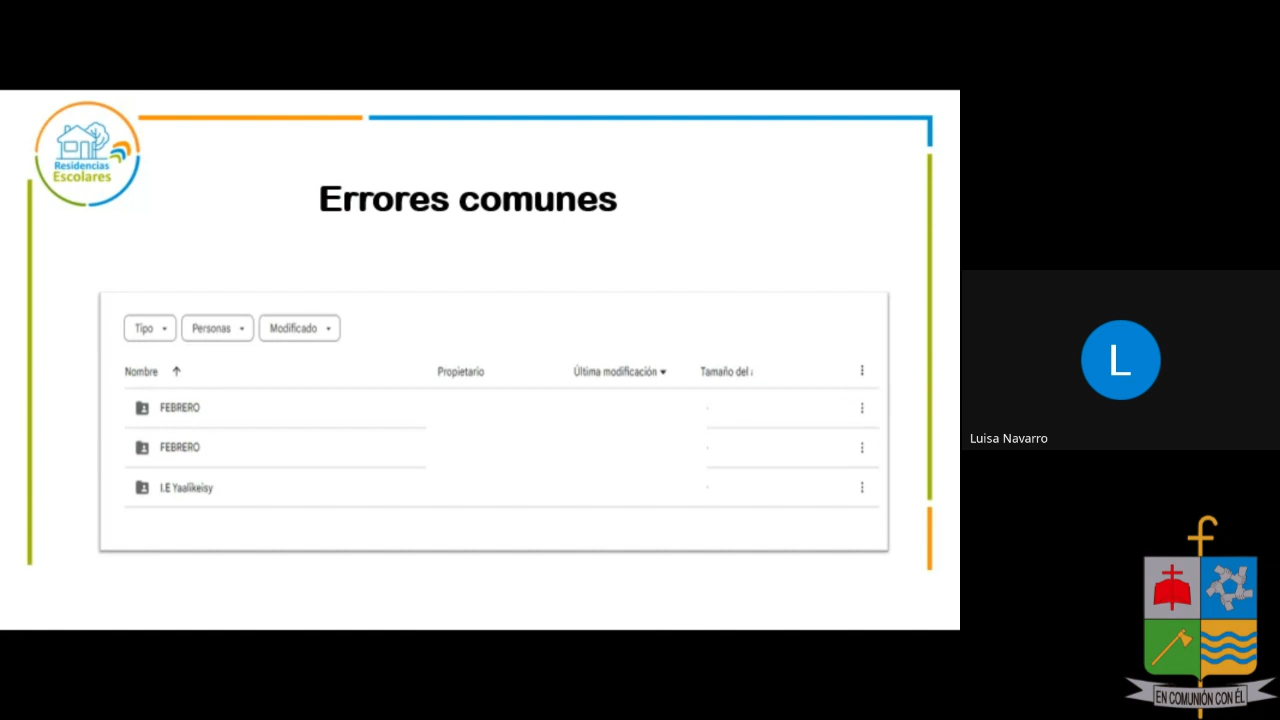 Residencias
Escolares
Errores comunes
Tipo
Personas
Modificado
Nombre
Propietario
Última modificación
Tamaño del
FEBRERO
FEBRERO
I.E Yaalikeisy
L
Luisa Navarro
EN COMUNIÓN CON ÉL